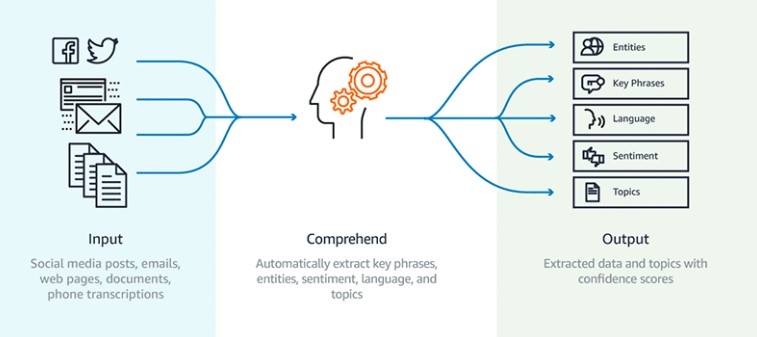 Entities
Key Phrases
Language
Sentiment
Topics
Input
Social media posts, emails,
web pages, documents,
phone transcriptions
Comprehend
Automatically extract key phrases,
entities, sentiment, language, and
topics
Output
Extracted data and topics with
confidence scores